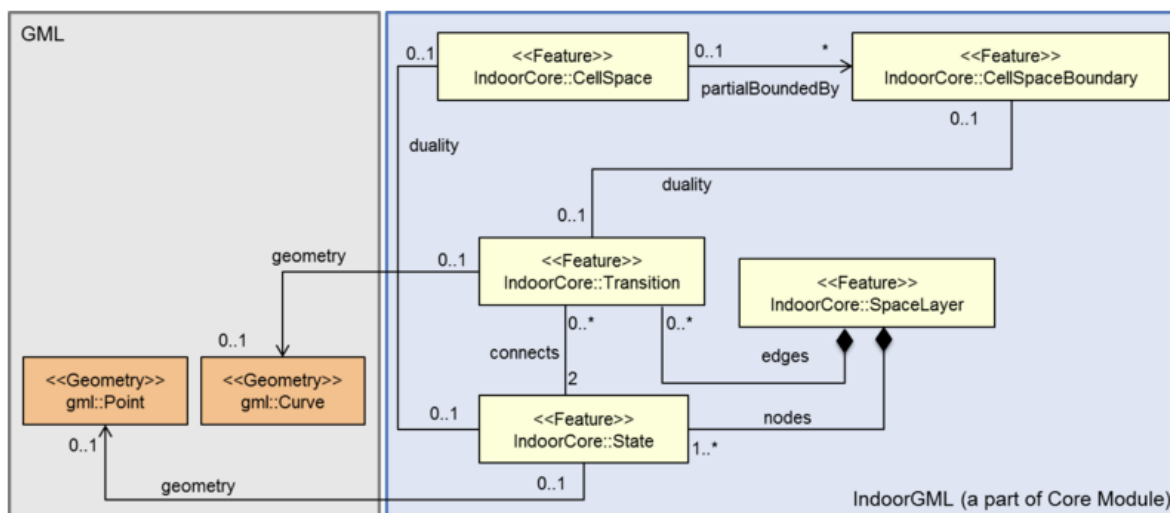 GML
0..1
<<Feature>>
IndoorCore::CellSpace
0..1
*
partialBoundedBy
<<Feature>>
IndoorCore::CellSpaceBoundary
0..1
duality
duality
0..1
geometry
0..1
<<Feature>>
IndoorCore::Transition
<<Feature>>
IndoorCore::SpaceLayer
0..*
0..*
0..1
connects
edges
<<Geometry>>
gml::Point
<<Geometry>>
gml::Curve
2
0..1
<<Feature>>
IndoorCore::State
nodes
0..1
1..*
geometry
0..1
IndoorGML (a part of Core Module)